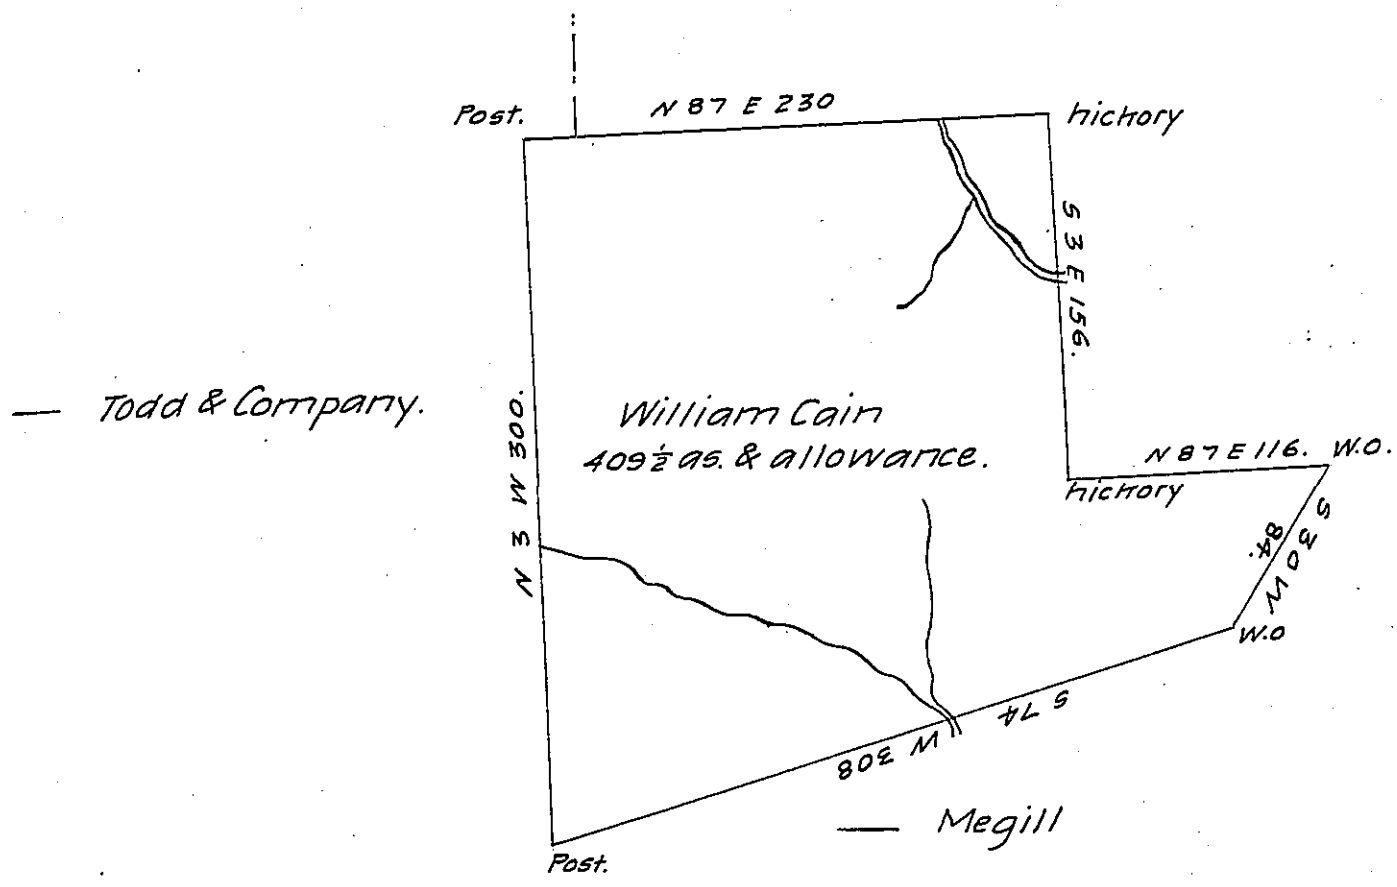 Post.
N 87 E 230
hickory
S 3 E 156.
Todd & Company.
N 3 W 300.
William Cain
409½ as. & allowance.
N 87 E 116.
W.O.
hickory
S 30 W
84.
W.O
S 74
W 308
Megill
Post.